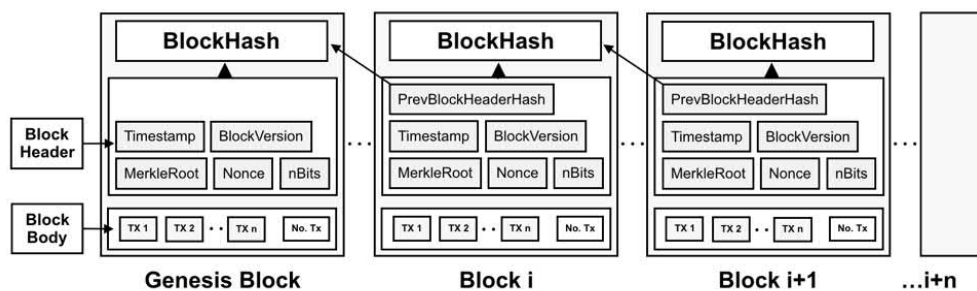 BlockHash BlockHash BlockHash
PrevBlockHeaderHash PrevBlockHeaderHash
Block
Header
Timestamp BlockVersion Timestamp BlockVersion Timestamp BlockVersion
... ... ...
MerkleRoot Nonce nBits MerkleRoot Nonce nBits MerkleRoot Nonce nBits
Block
Body
TX 1 TX 2 .. TX n No. Tx TX 1 TX 2 .. TX n No. Tx TX 1 TX 2 .. TX n No. Tx
Genesis Block Block i Block i+1 ...i+n